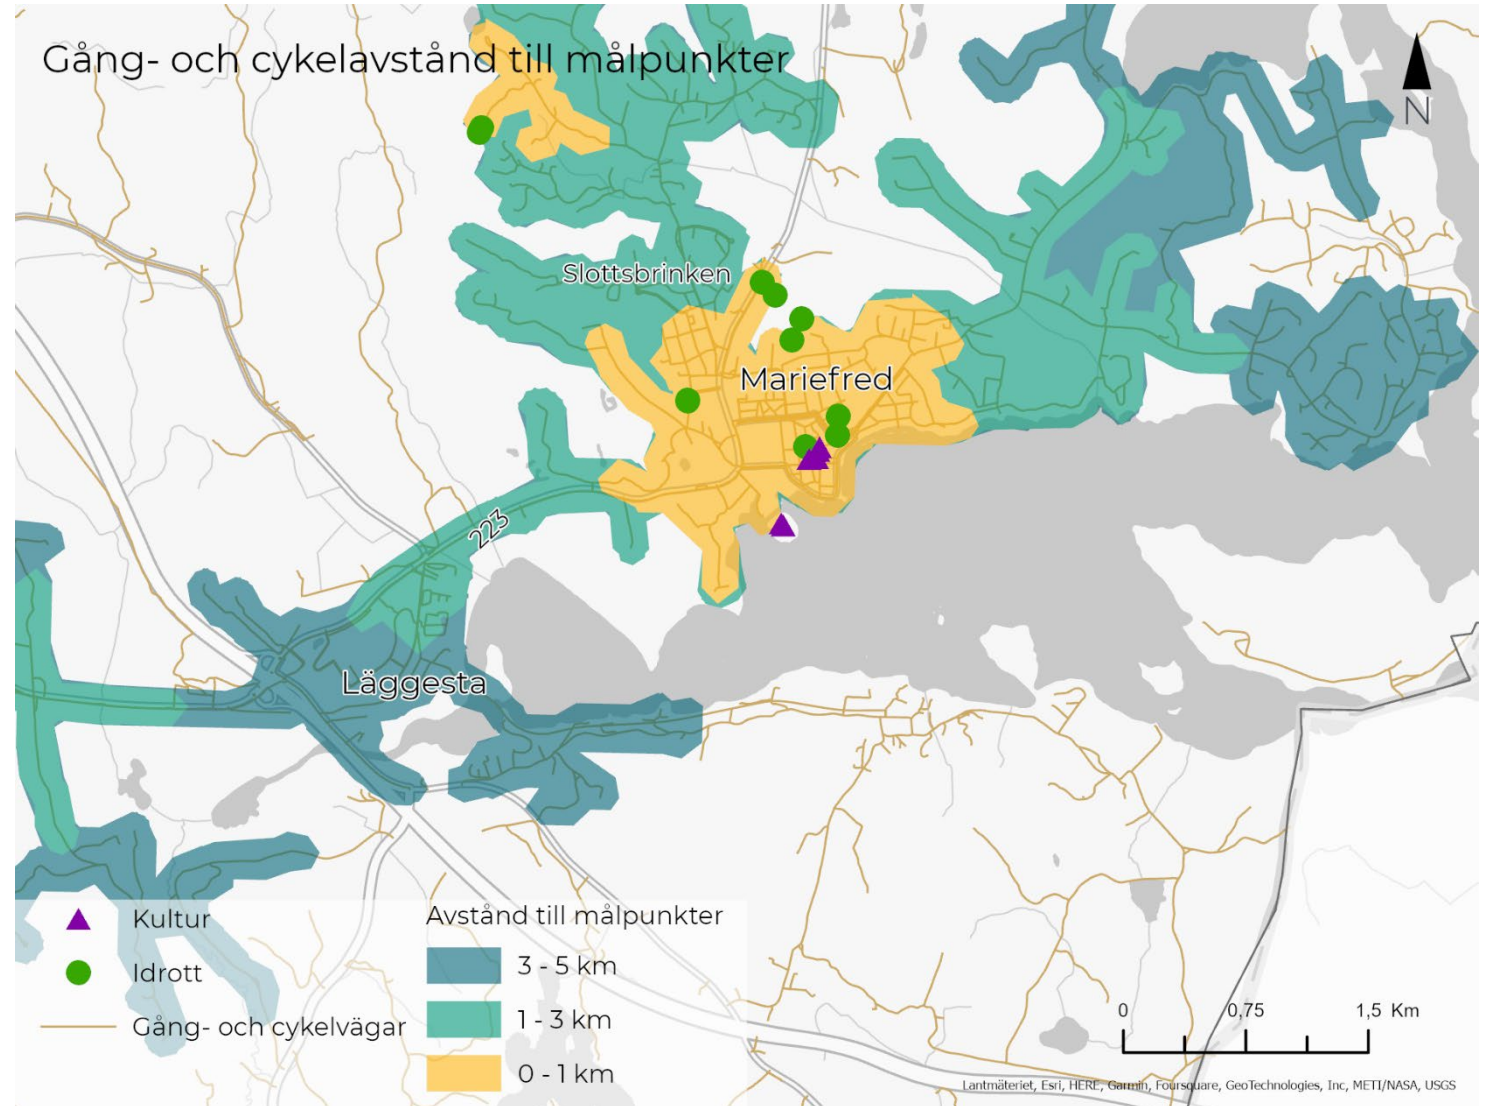 Gång- och cykelavstånd till målpunkter
N
Slottsbrinken
Mariefred
223
Läggesta
Kultur
Idrott
Gång- och cykelvägar
Avstånd till målpunkter
3 - 5 km
1 - 3 km
0 - 1 km
0 0,75 1,5 Km
Lantmäteriet, Esri, HERE, Garmin, Foursquare, GeoTechnologies, Inc, METI/NASA, USGS